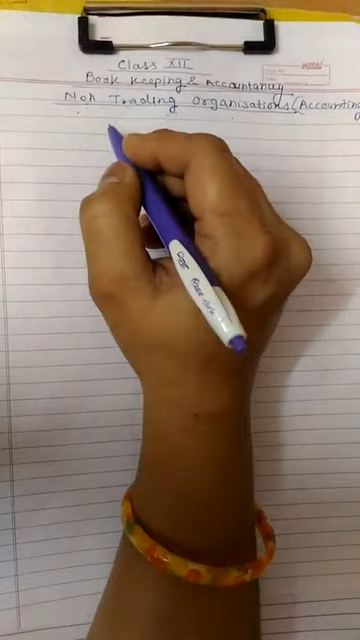 Class XII
Book Keeping & Accountancy
Non Trading Organisations (Accounting